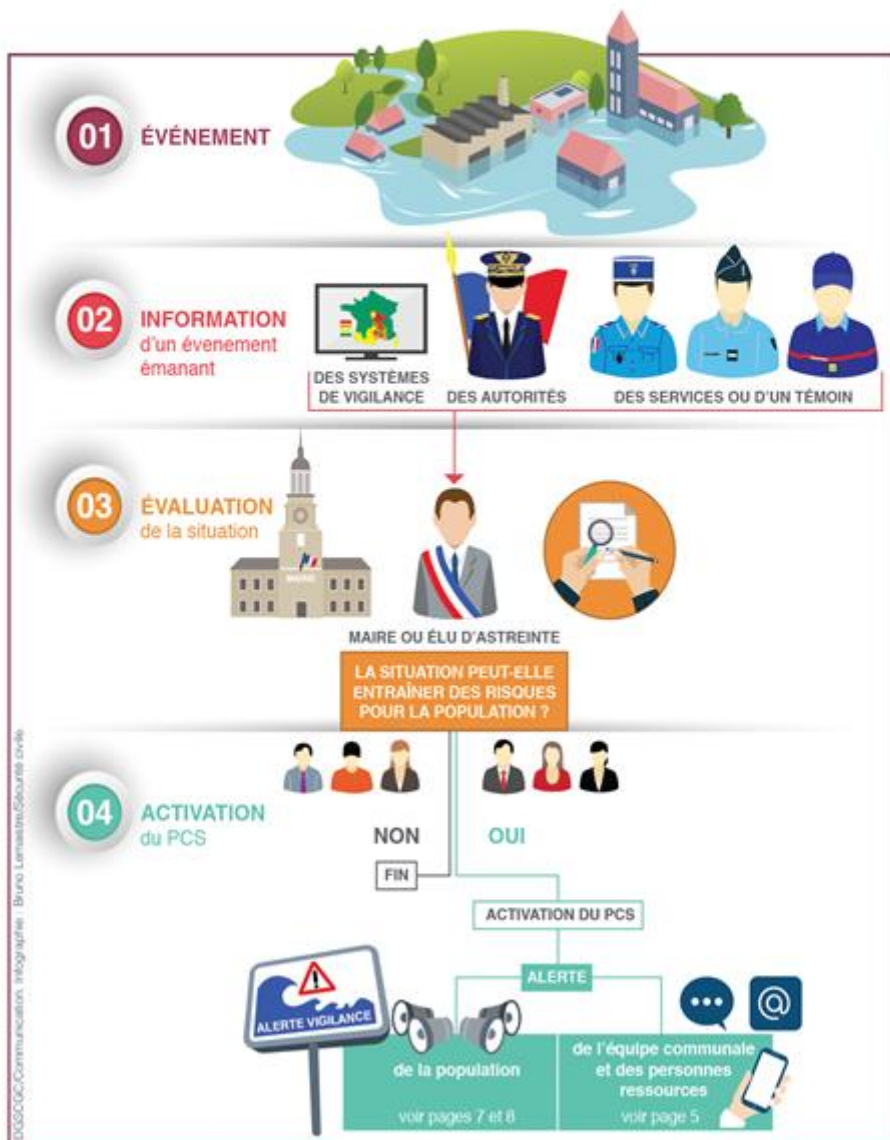 01
ÉVÉNEMENT
02
INFORMATION
d'un évenement
émanant
DES SYSTÈMES
DE VIGILANCE
DES AUTORITÉS
DES SERVICES OU D'UN TÉMOIN
03
ÉVALUATION
de la situation
MAIRIE
MAIRE OU ÉLU D'ASTREINTE
LA SITUATION PEUT-ELLE
ENTRAÎNER DES RISQUES
POUR LA POPULATION ?
04
ACTIVATION
du PCS
NON
OUI
FIN
ACTIVATION DU PCS
ALERTE
ALERTE VIGILANCE
de la population
voir pages 7 et 8
de l'équipe communale
et des personnes
ressources
voir page 5
@
DGSCGC/Communication. Infographie : Bruno Lemaistre/Sécurité civile